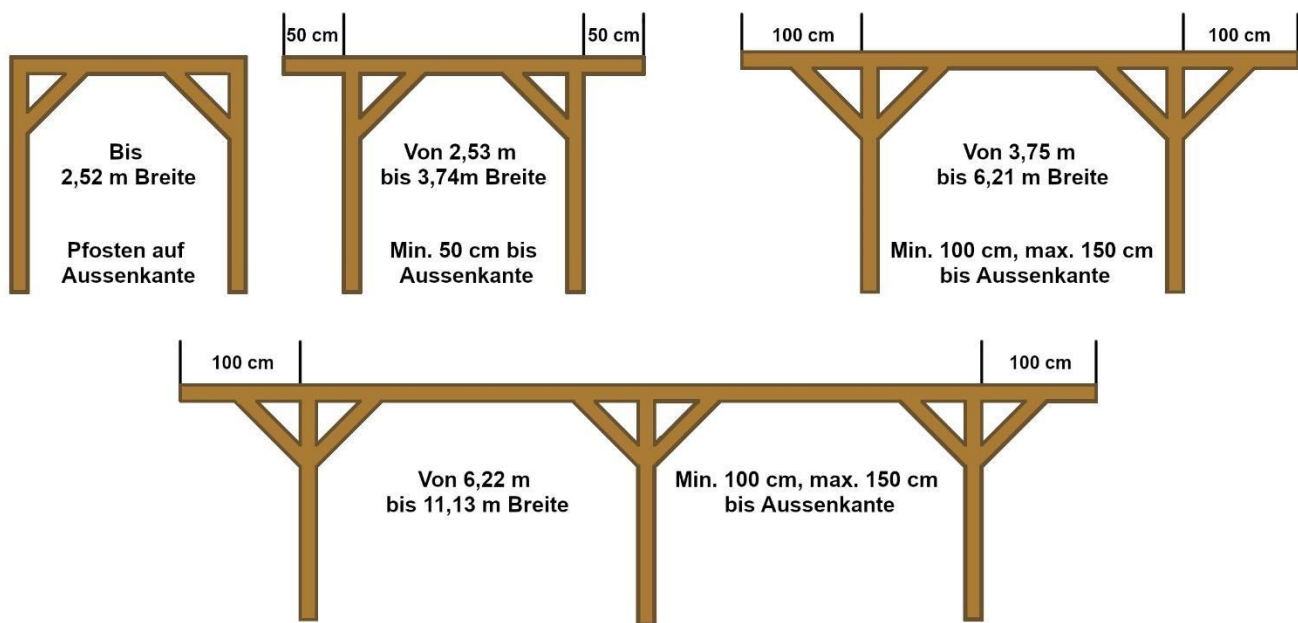 50 cm
50 cm
100 cm
100 cm
Bis
2,52 m Breite
Pfosten auf
Aussenkante
Von 2,53 m
bis 3,74m Breite
Min. 50 cm bis
Aussenkante
Von 3,75 m
bis 6,21 m Breite
Min. 100 cm, max. 150 cm
bis Aussenkante
100 cm
100 cm
Von 6,22 m
bis 11,13 m Breite
Min. 100 cm, max. 150 cm
bis Aussenkante